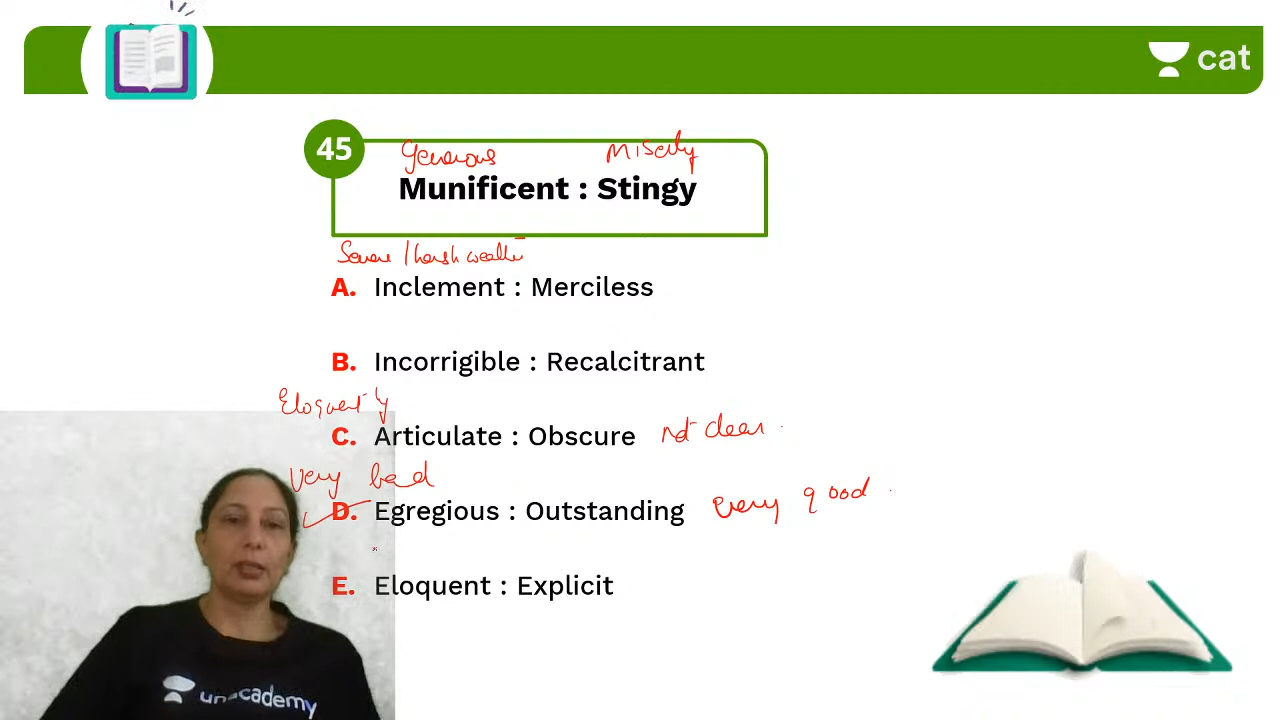 cat
45
Generous Miserly
Munificent : Stingy
Severe / harsh weather
A. Inclement : Merciless
B. Incorrigible : Recalcitrant
Eloquently
C. Articulate : Obscure not clear
Very bad
D. Egregious : Outstanding very good
E. Eloquent : Explicit
unacademy